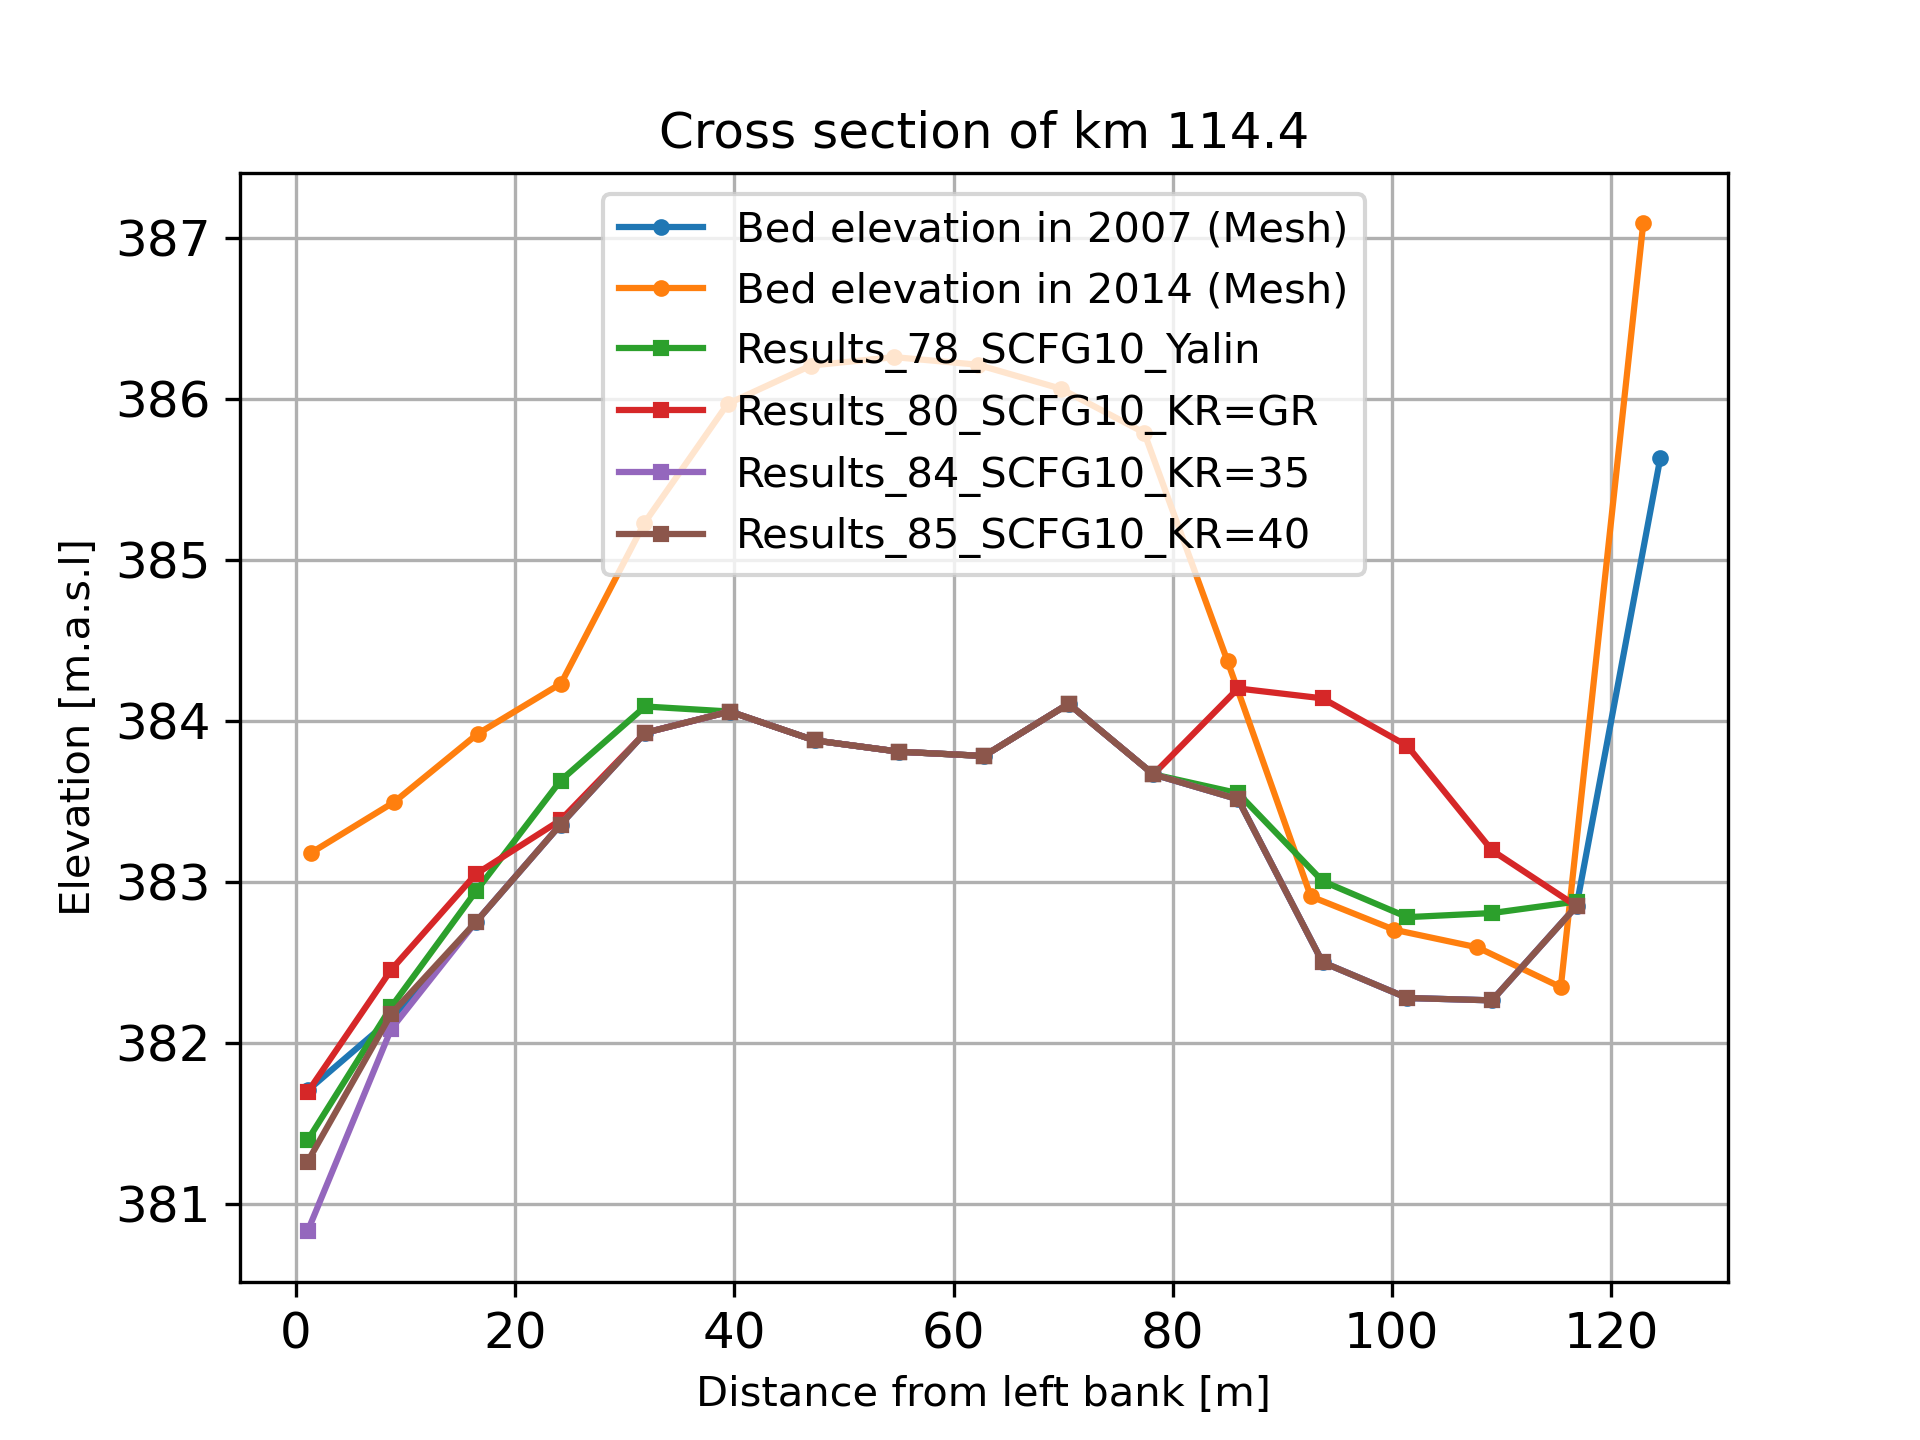 Cross section of km 114.4
Bed elevation in 2007 (Mesh)
Bed elevation in 2014 (Mesh)
Results_78_SCFG10_Yalin
Results_80_SCFG10_KR=GR
Results_84_SCFG10_KR=35
Results_85_SCFG10_KR=40
387
386
385
384
383
382
381
Elevation [m.a.s.l]
0 20 40 60 80 100 120
Distance from left bank [m]